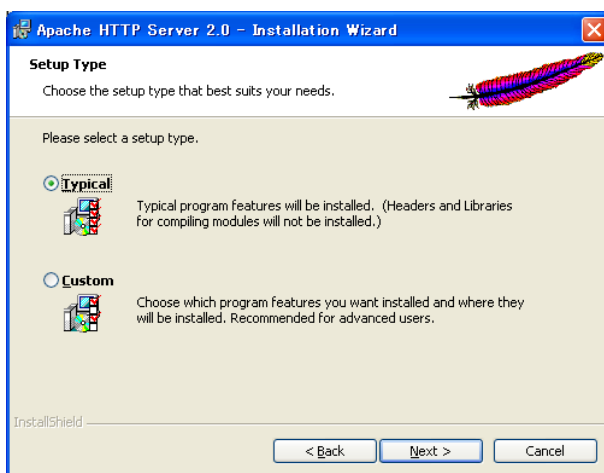 Apache HTTP Server 2.0 - Installation Wizard
Setup Type
Choose the setup type that best suits your needs.
Please select a setup type.
Typical
Typical program features will be installed. (Headers and Libraries
for compiling modules will not be installed.)
Custom
Choose which program features you want installed and where they
will be installed. Recommended for advanced users.
InstallShield
< Back
Next >
Cancel